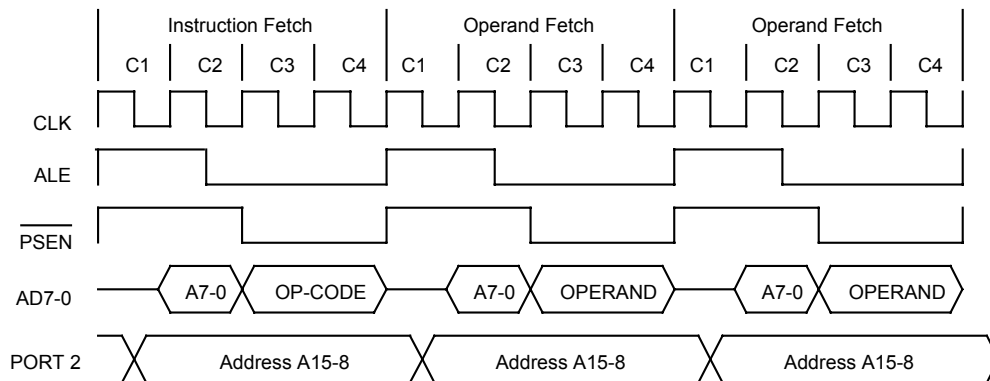 Instruction Fetch Operand Fetch Operand Fetch
C1 C2 C3 C4 C1 C2 C3 C4 C1 C2 C3 C4
CLK
ALE
PSEN
AD7-0 A7-0 OP-CODE A7-0 OPERAND A7-0 OPERAND
PORT 2 Address A15-8 Address A15-8 Address A15-8